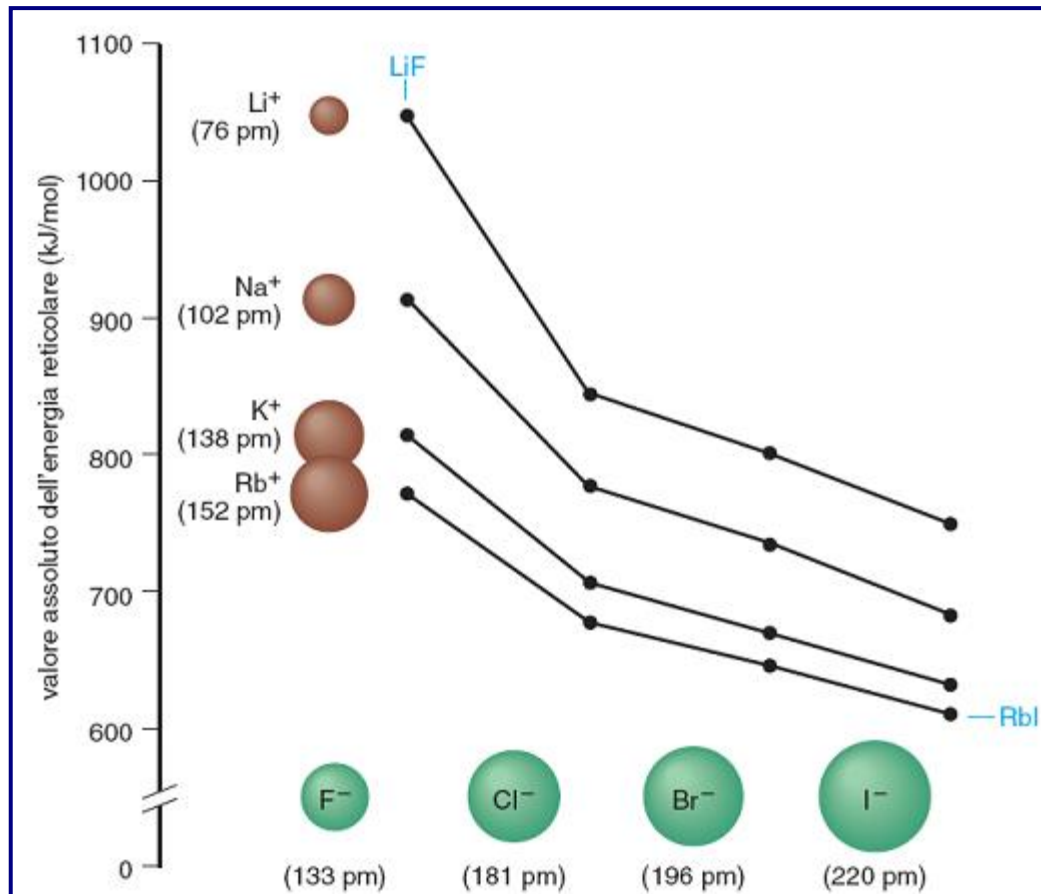 valore assoluto dell'energia reticolare (kJ/mol)
1100
1000
900
800
700
600
0
LiF
Li⁺
(76 pm)
Na⁺
(102 pm)
K⁺
(138 pm)
Rb⁺
(152 pm)
RbI
F⁻
Cl⁻
Br⁻
I⁻
(133 pm)
(181 pm)
(196 pm)
(220 pm)